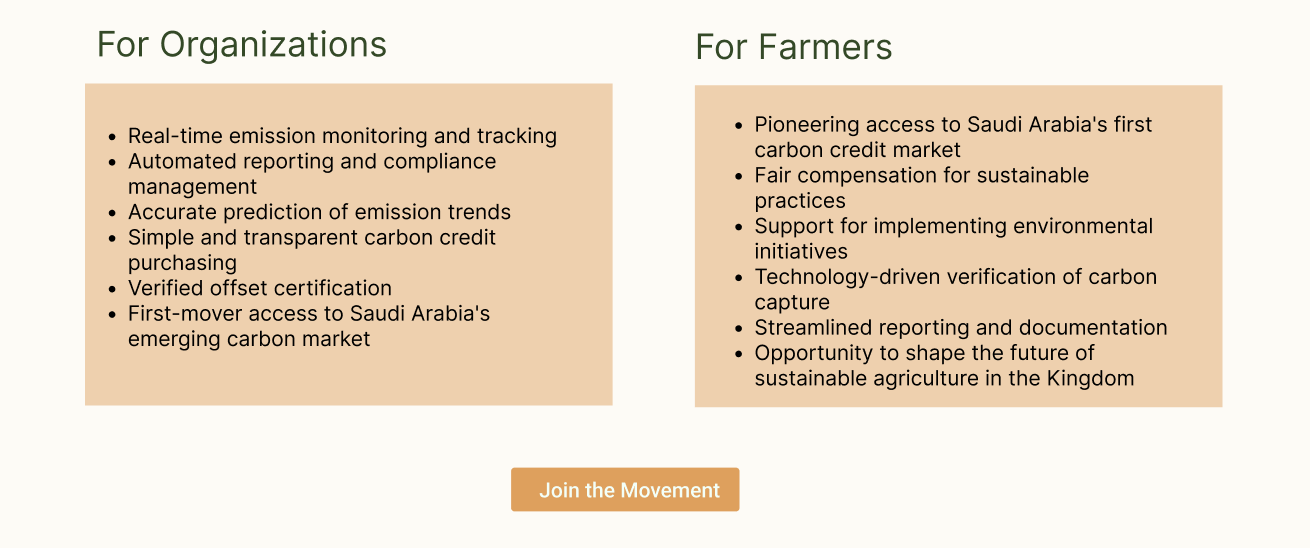 For Organizations
• Real-time emission monitoring and tracking
• Automated reporting and compliance
management
• Accurate prediction of emission trends
• Simple and transparent carbon credit
purchasing
• Verified offset certification
• First-mover access to Saudi Arabia's
emerging carbon market
For Farmers
• Pioneering access to Saudi Arabia's first
carbon credit market
• Fair compensation for sustainable
practices
• Support for implementing environmental
initiatives
• Technology-driven verification of carbon
capture
• Streamlined reporting and documentation
• Opportunity to shape the future of
sustainable agriculture in the Kingdom
Join the Movement